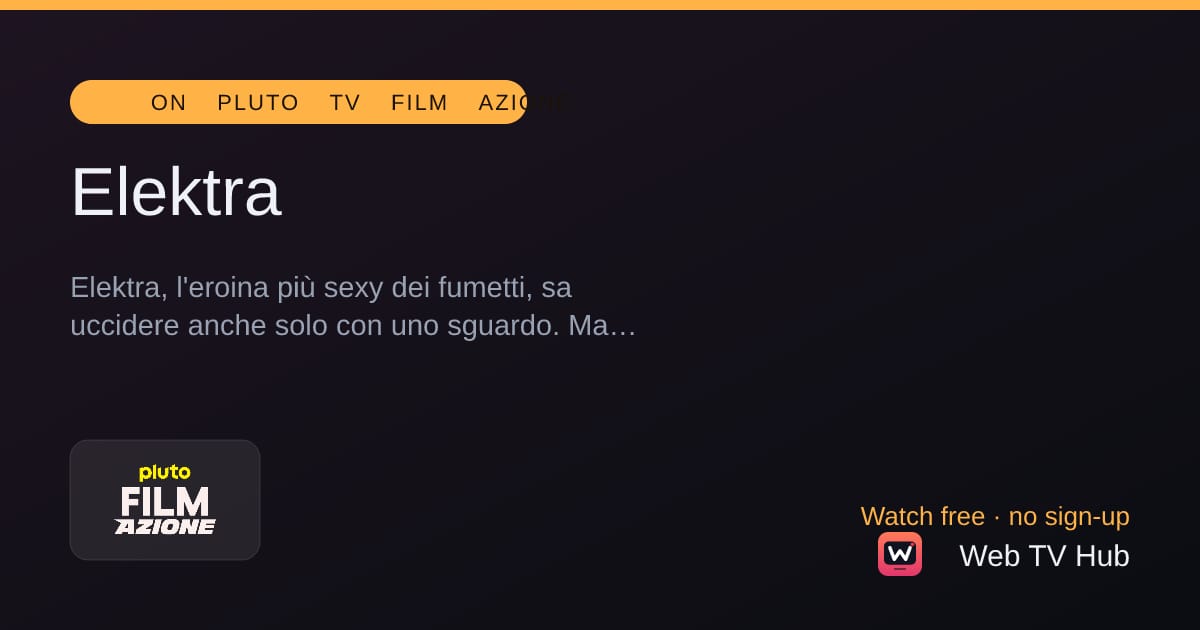 ON PLUTO TV FILM AZIONE
Elektra
Elektra, l'eroina più sexy dei fumetti, sa
uccidere anche solo con uno sguardo. Ma…
pluto
FILM
AZIONE
Watch free · no sign-up
W
Web TV Hub